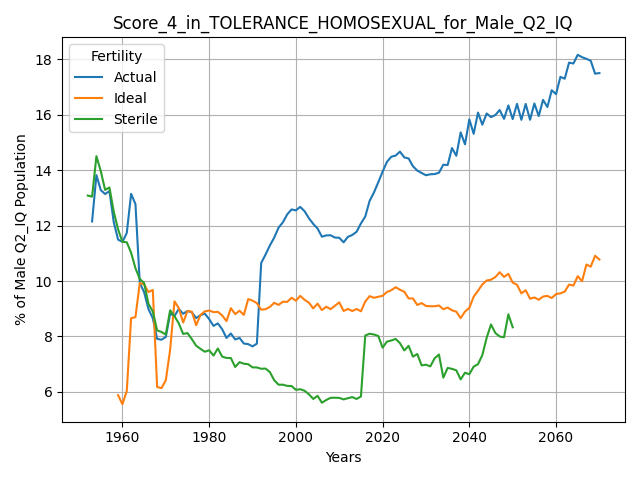 Score_4_in_TOLERANCE_HOMOSEXUAL_for_Male_Q2_IQ
Fertility
Actual
Ideal
Sterile
% of Male Q2_IQ Population
18
16
14
12
10
8
6
1960 1980 2000 2020 2040 2060
Years